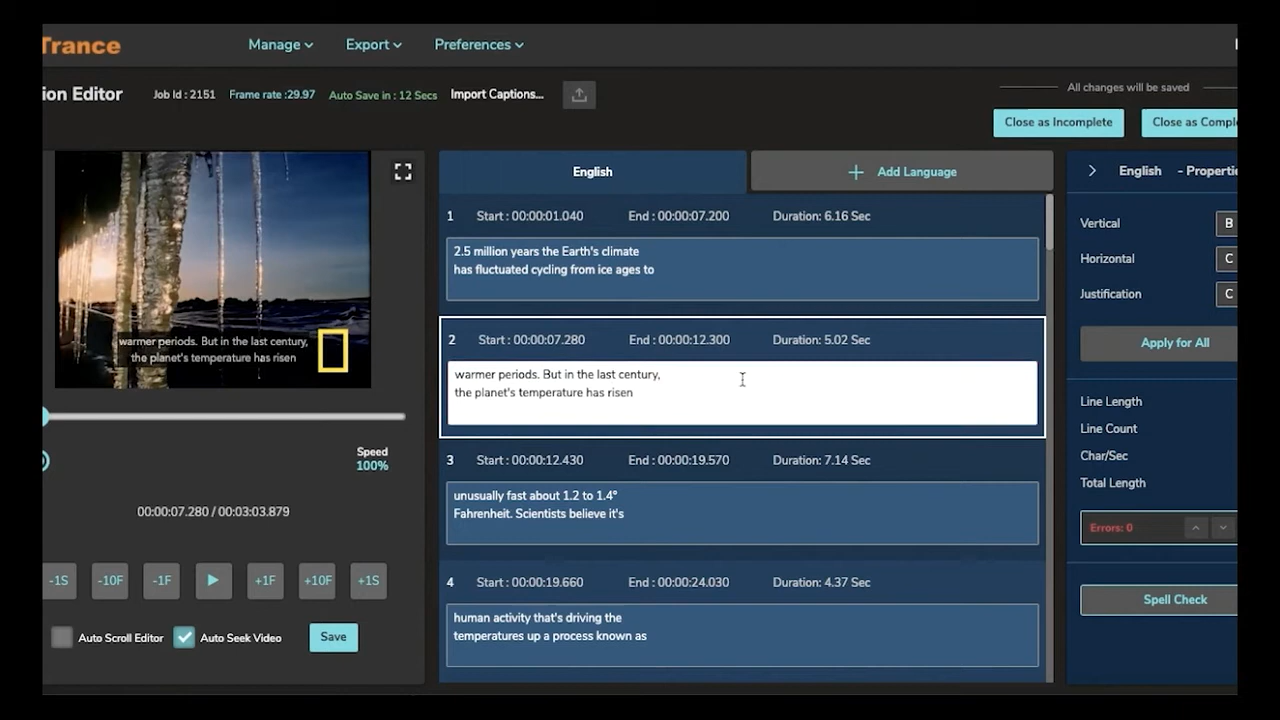 Trance
Manage
Export
Preferences
ion Editor
Job Id : 2151
Frame rate :29.97
Auto Save in : 12 Secs
Import Captions...
All changes will be saved
Close as Incomplete
Close as Comple
warmer periods. But in the last century,
the planet's temperature has risen
Speed
100%
00:00:07.280 / 00:03:03.879
-1S
-10F
-1F
+1F
+10F
+1S
Auto Scroll Editor
Auto Seek Video
Save
English
Add Language
1 Start : 00:00:01.040 End : 00:00:07.200 Duration: 6.16 Sec
2.5 million years the Earth's climate
has fluctuated cycling from ice ages to
2 Start : 00:00:07.280 End : 00:00:12.300 Duration: 5.02 Sec
warmer periods. But in the last century,
the planet's temperature has risen
3 Start : 00:00:12.430 End : 00:00:19.570 Duration: 7.14 Sec
unusually fast about 1.2 to 1.4°
Fahrenheit. Scientists believe it's
4 Start : 00:00:19.660 End : 00:00:24.030 Duration: 4.37 Sec
human activity that's driving the
temperatures up a process known as
English - Propertie
Vertical B
Horizontal C
Justification C
Apply for All
Line Length
Line Count
Char/Sec
Total Length
Errors: 0
Spell Check